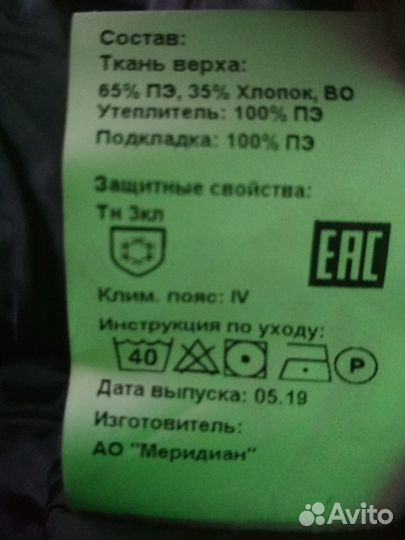 Состав:
Ткань верха:
65% ПЭ, 35% Хлопок, ВО
Утеплитель: 100% ПЭ
Подкладка: 100% ПЭ
Защитные свойства:
Тн 3кл
EAC
Клим. пояс: IV
Инструкция по уходу:
40 P
Дата выпуска: 05.19
Изготовитель:
АО "Меридиан"
Avito